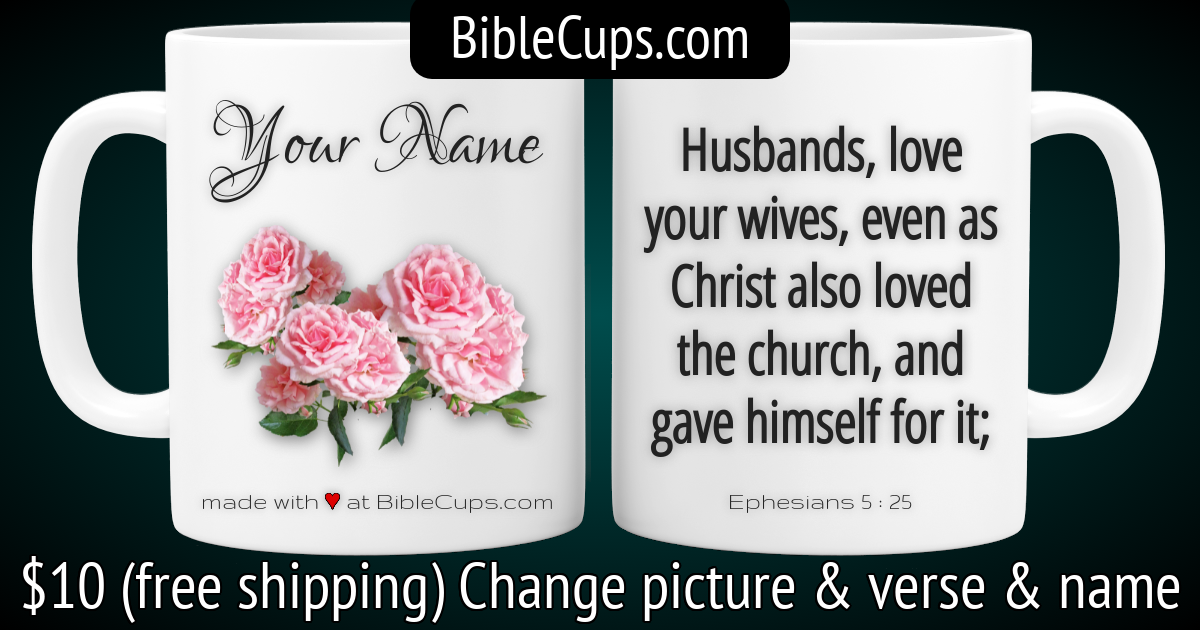 BibleCups.com
Your Name
made with ♥ at BibleCups.com
Husbands, love
your wives, even as
Christ also loved
the church, and
gave himself for it;
Ephesians 5 : 25
$10 (free shipping) Change picture & verse & name